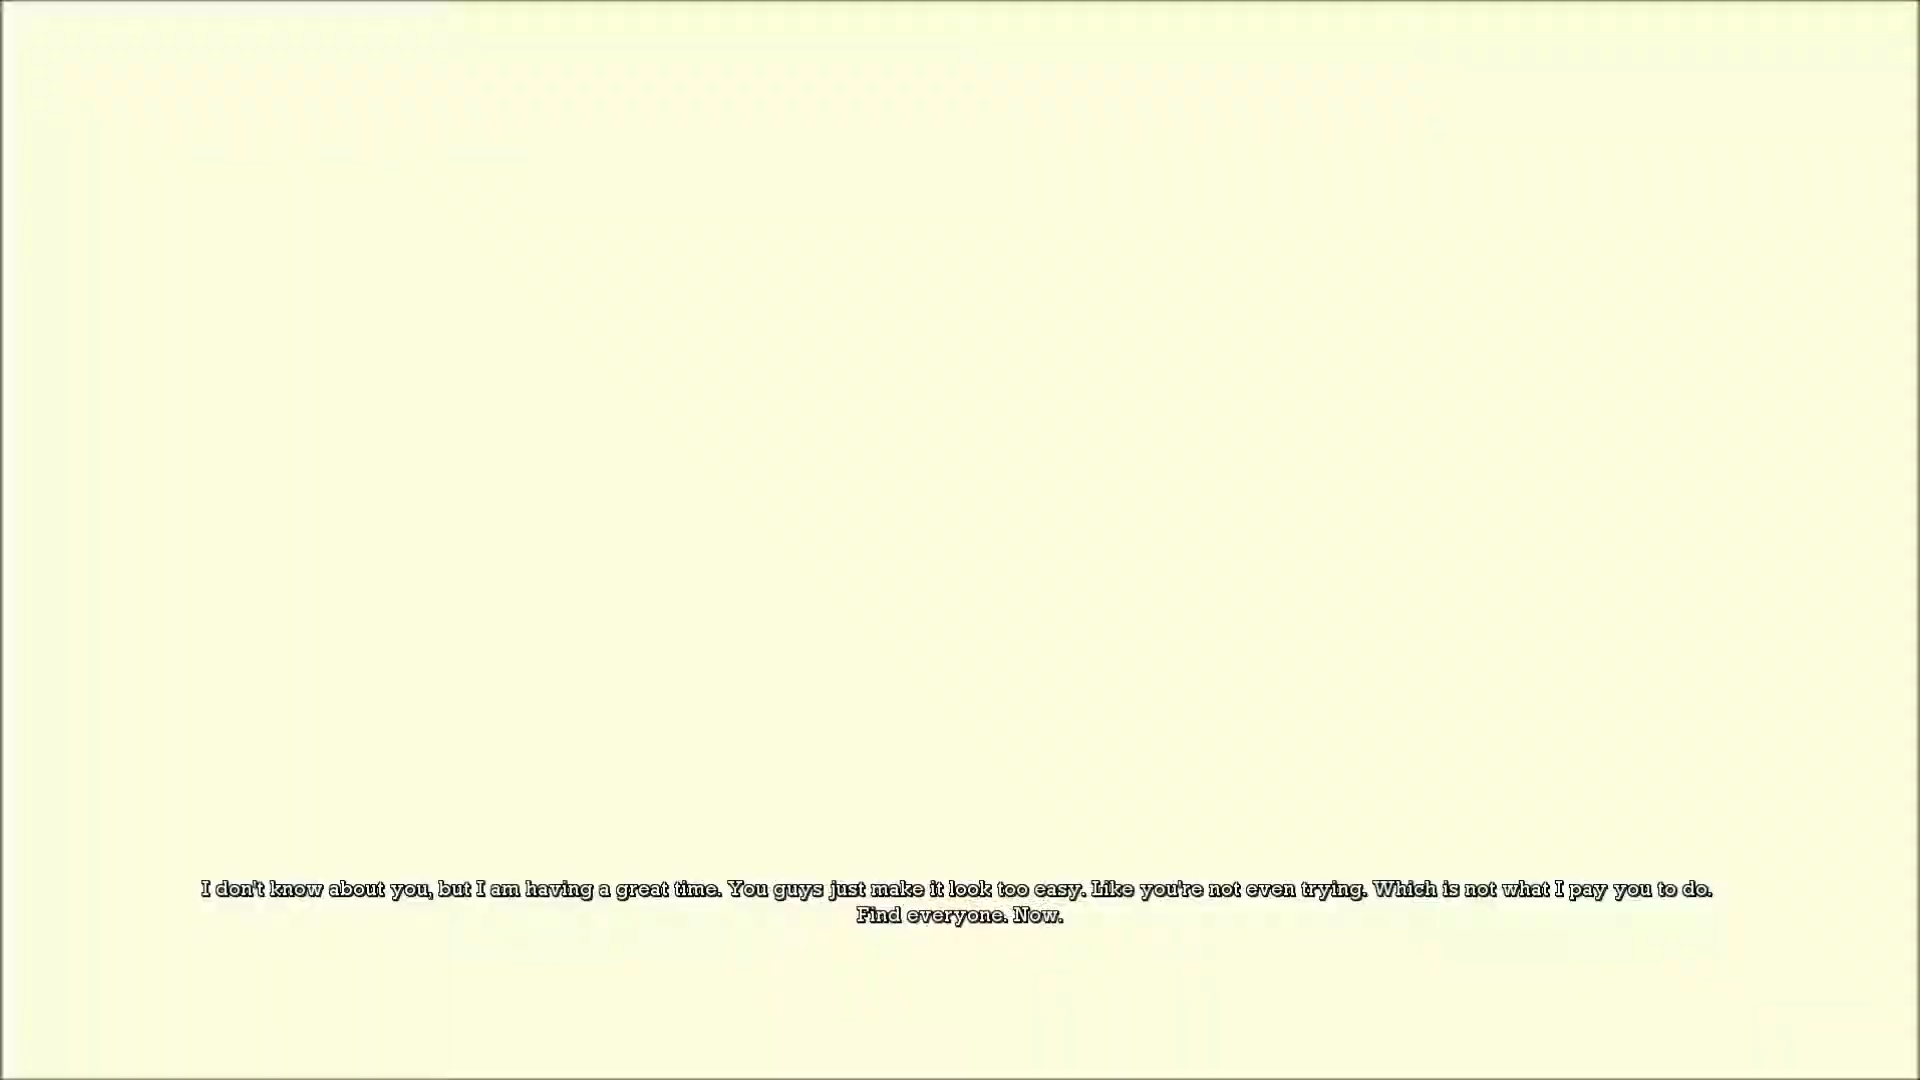 I don't know about you, but I am having a great time. You guys just make it look too easy. Like you're not even trying. Which is not what I pay you to do.
Find everyone. Now.